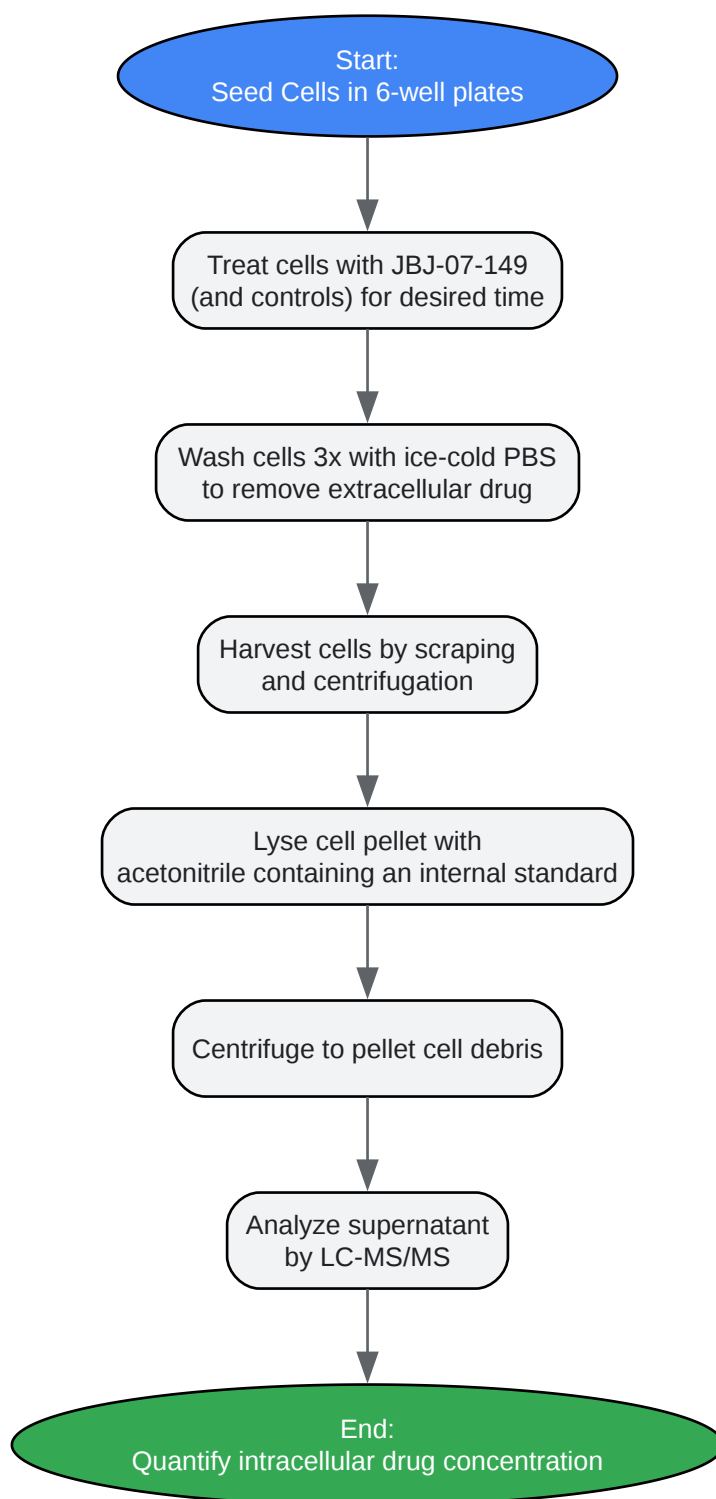 Start:
Seed Cells in 6-well plates
Treat cells with JBJ-07-149
(and controls) for desired time
Wash cells 3x with ice-cold PBS
to remove extracellular drug
Harvest cells by scraping
and centrifugation
Lyse cell pellet with
acetonitrile containing an internal standard
Centrifuge to pellet cell debris
Analyze supernatant
by LC-MS/MS
End:
Quantify intracellular drug concentration